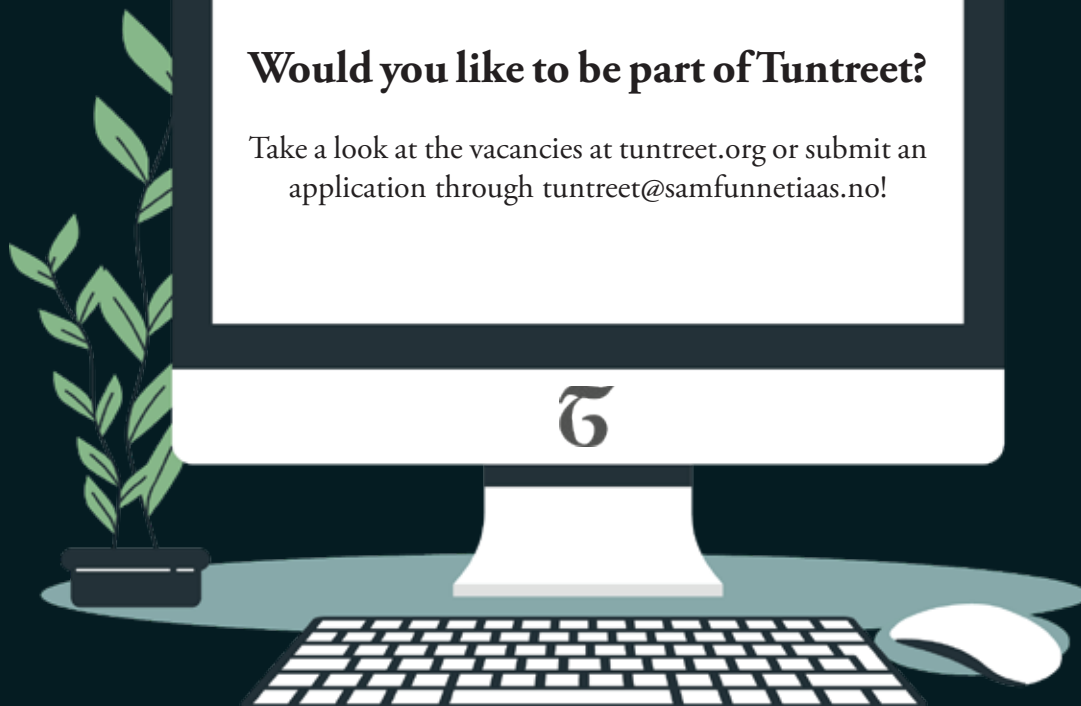 Would you like to be part of Tuntreet?
Take a look at the vacancies at tuntreet.org or submit an
application through tuntreet@samfunnetiaas.no!
T